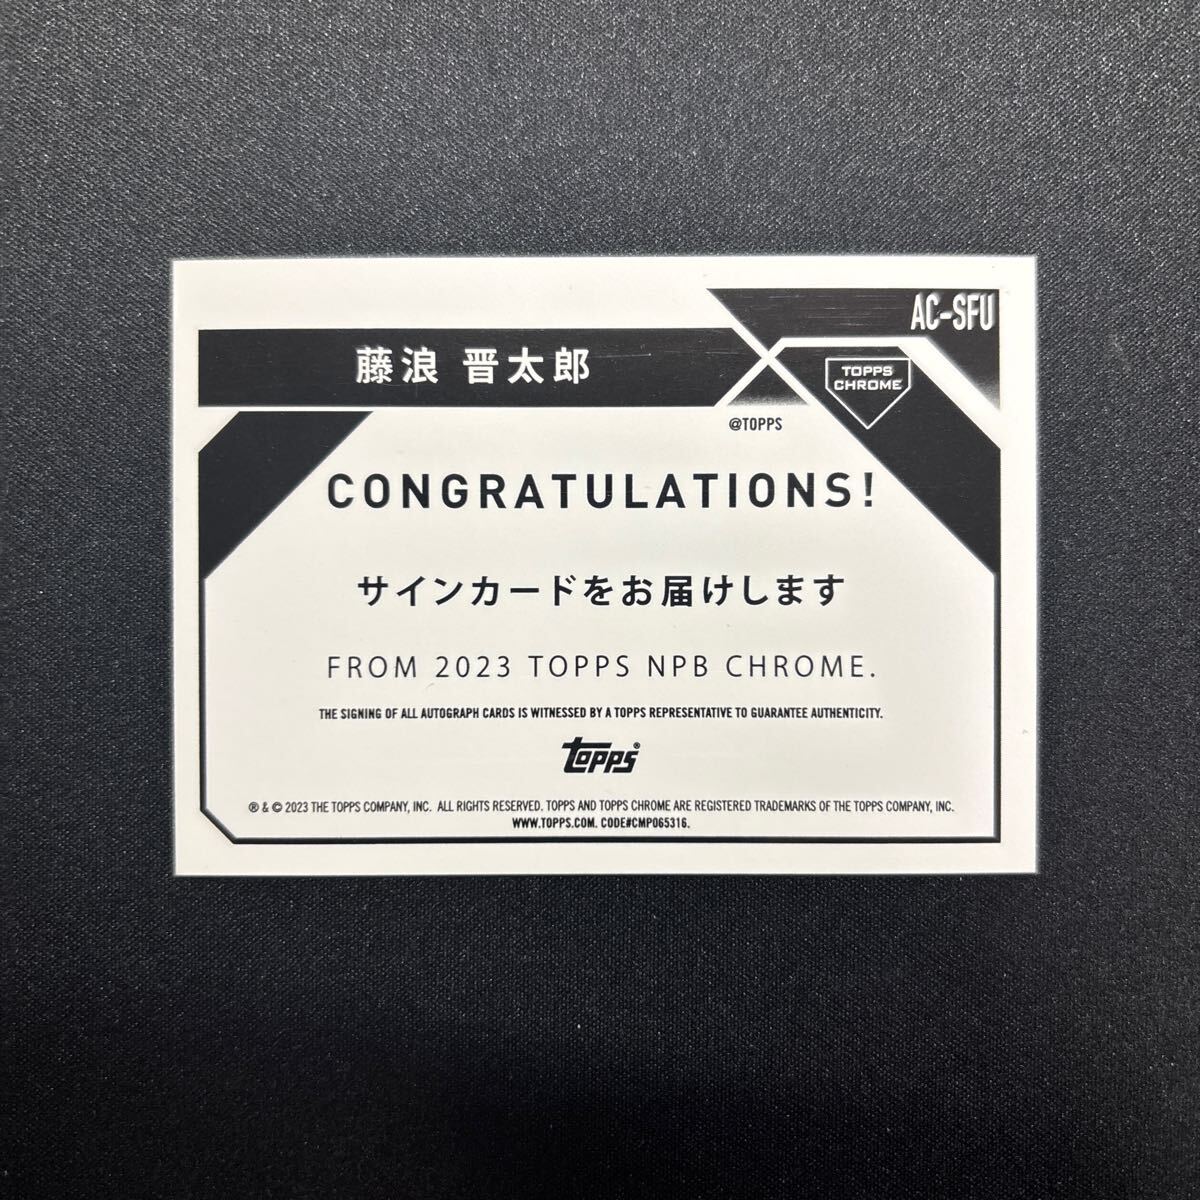 AC-SFU
藤浪 晋太郎
TOPPS
CHROME
@TOPPS
CONGRATULATIONS!
サインカードをお届けします
FROM 2023 TOPPS NPB CHROME.
THE SIGNING OF ALL AUTOGRAPH CARDS IS WITNESSED BY A TOPPS REPRESENTATIVE TO GUARANTEE AUTHENTICITY.
topps®
® & © 2023 THE TOPPS COMPANY, INC. ALL RIGHTS RESERVED. TOPPS AND TOPPS CHROME ARE REGISTERED TRADEMARKS OF THE TOPPS COMPANY, INC.
WWW.TOPPS.COM. CODE#CMP065316.